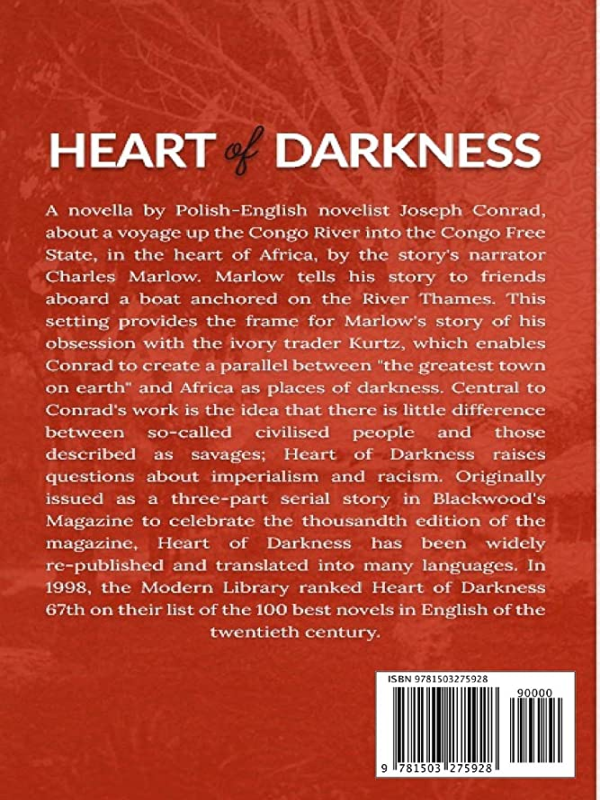 HEART of DARKNESS
A novella by Polish-English novelist Joseph Conrad,
about a voyage up the Congo River into the Congo Free
State, in the heart of Africa, by the story's narrator
Charles Marlow. Marlow tells his story to friends
aboard a boat anchored on the River Thames. This
setting provides the frame for Marlow's story of his
obsession with the ivory trader Kurtz, which enables
Conrad to create a parallel between "the greatest town
on earth" and Africa as places of darkness. Central to
Conrad's work is the idea that there is little difference
between so-called civilised people and those
described as savages; Heart of Darkness raises
questions about imperialism and racism. Originally
issued as a three-part serial story in Blackwood's
Magazine to celebrate the thousandth edition of the
magazine, Heart of Darkness has been widely
re-published and translated into many languages. In
1998, the Modern Library ranked Heart of Darkness
67th on their list of the 100 best novels in English of the
twentieth century.
ISBN 9781503275928
90000
9 781503 275928